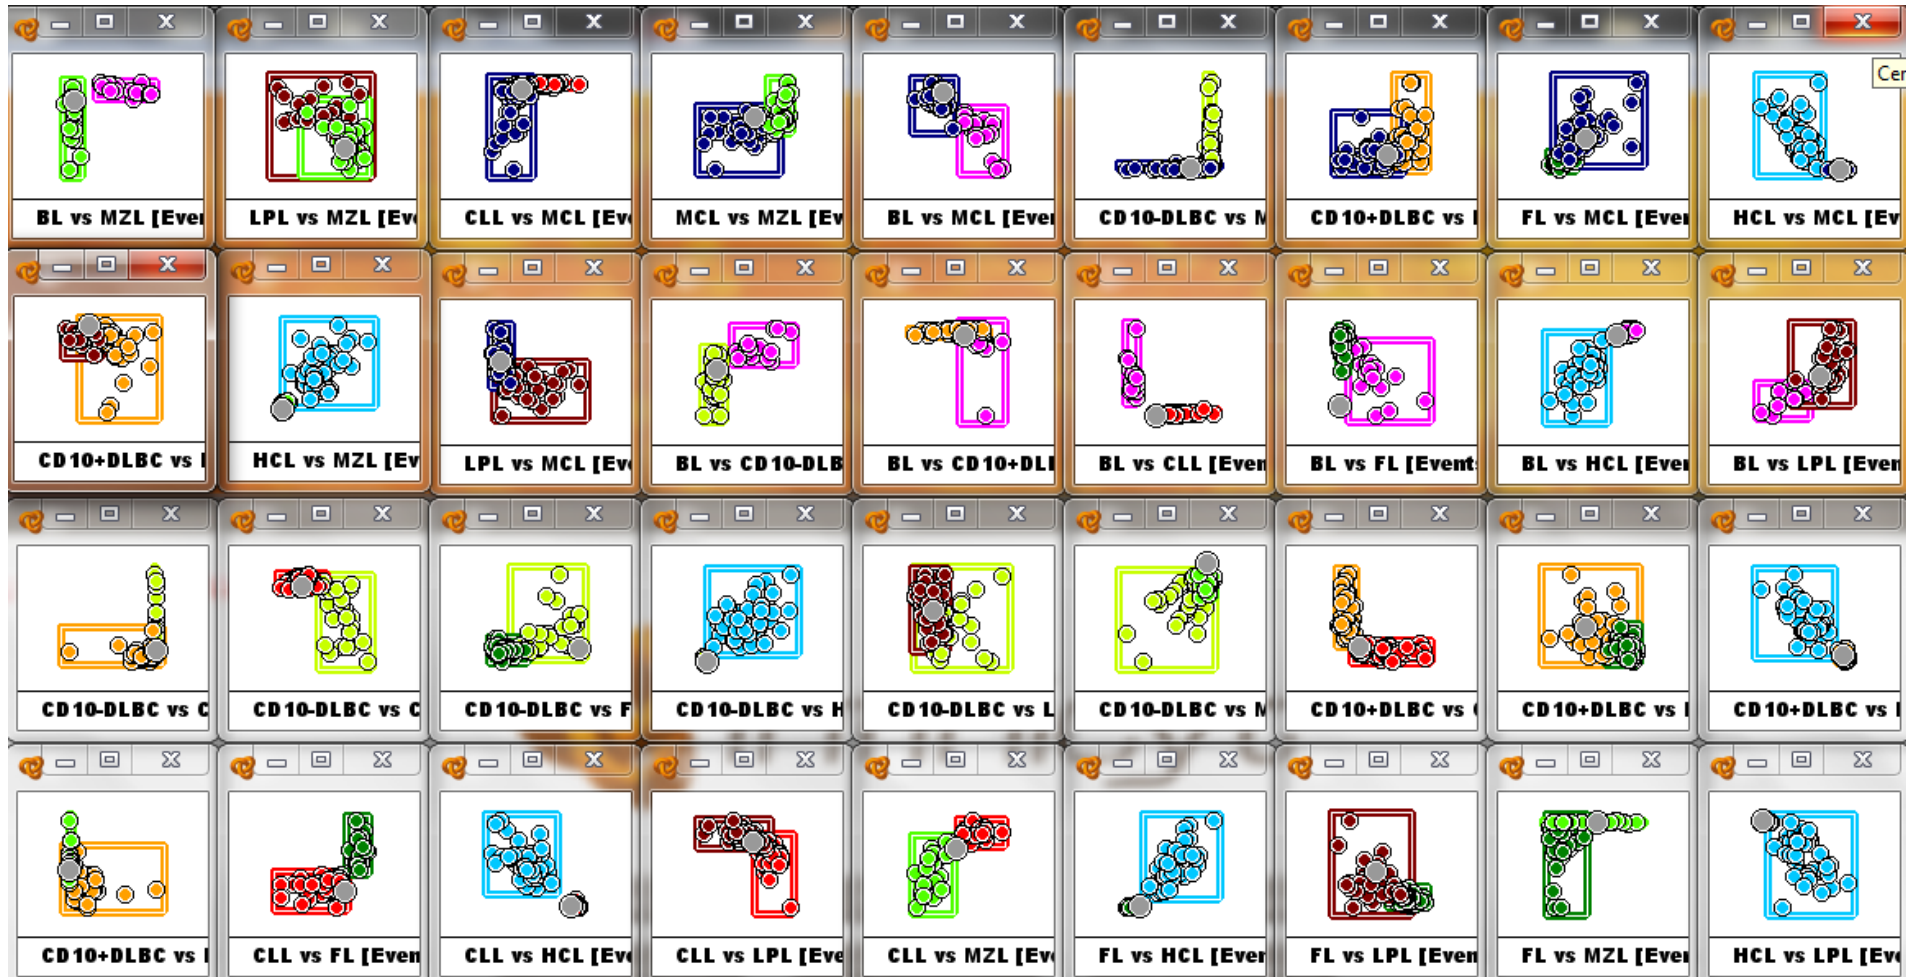 Cer
BL vs MZL [Ever
LPL vs MZL [Ev
CLL vs MCL [Eve
MCL vs MZL [Ev
BL vs MCL [Ever
CD10-DLBC vs M
CD10+DLBC vs I
FL vs MCL [Ever
HCL vs MCL [Ev
CD10+DLBC vs I
HCL vs MZL [Ev
LPL vs MCL [Eve
BL vs CD10-DLB
BL vs CD10+DLI
BL vs CLL [Even
BL vs FL [Event:
BL vs HCL [Ever
BL vs LPL [Even
CD10-DLBC vs C
CD10-DLBC vs C
CD10-DLBC vs F
CD10-DLBC vs H
CD10-DLBC vs L
CD10-DLBC vs M
CD10+DLBC vs (
CD10+DLBC vs I
CD10+DLBC vs I
CD10+DLBC vs I
CLL vs FL [Even
CLL vs HCL [Eve
CLL vs LPL [Eve
CLL vs MZL [Eve
FL vs HCL [Ever
FL vs LPL [Even
FL vs MZL [Ever
HCL vs LPL [Eve